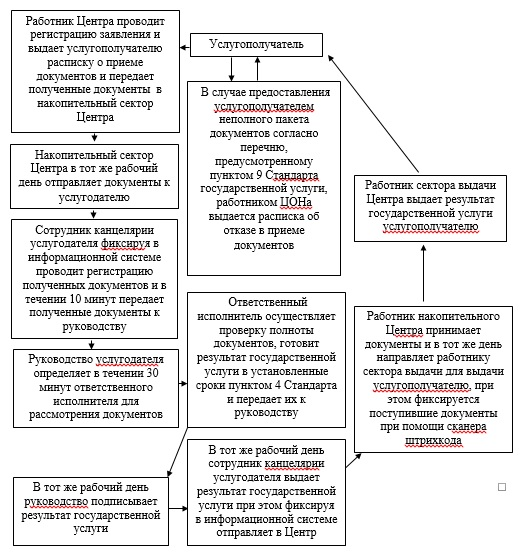 Работник Центра проводит
регистрацию заявления и
выдает услугополучателю
расписку о приеме
документов и передает
полученные документы в
накопительный сектор
Центра
Услугополучатель
В случае предоставления
услугополучателем
неполного пакета
документов согласно
перечню,
предусмотренному
пунктом 9 Стандарта
государственной услуги,
работником ЦОНа
выдается расписка об
отказе в приеме
документов
Накопительный сектор
Центра в тот же рабочий
день отправляет документы к
услугодателю
Сотрудник канцелярии
услугодателя фиксируя в
информационной системе
проводит регистрацию
полученных документов и в
течении 10 минут передает
полученные документы к
руководству
Руководство услугодателя
определяет в течении 30
минут ответственного
исполнителя для
рассмотрения документов
Ответственный
исполнитель осуществляет
проверку полноты
документов, готовит
результат государственной
услуги в установленные
сроки пунктом 4 Стандарта
и передает их к
руководству
В тот же рабочий день
руководство подписывает
результат государственной
услуги
В тот же рабочий день
сотрудник канцелярии
услугодателя выдает
результат государственной
услуги при этом фиксируя
в информационной системе
отправляет в Центр
Работник накопительного
Центра принимает
документы и в тот же день
направляет работнику
сектора выдачи для выдачи
услугополучателю, при
этом фиксируется
поступившие документы
при помощи сканера
штрихкода
Работник сектора выдачи
Центра выдает результат
государственной услуги
услугополучателю